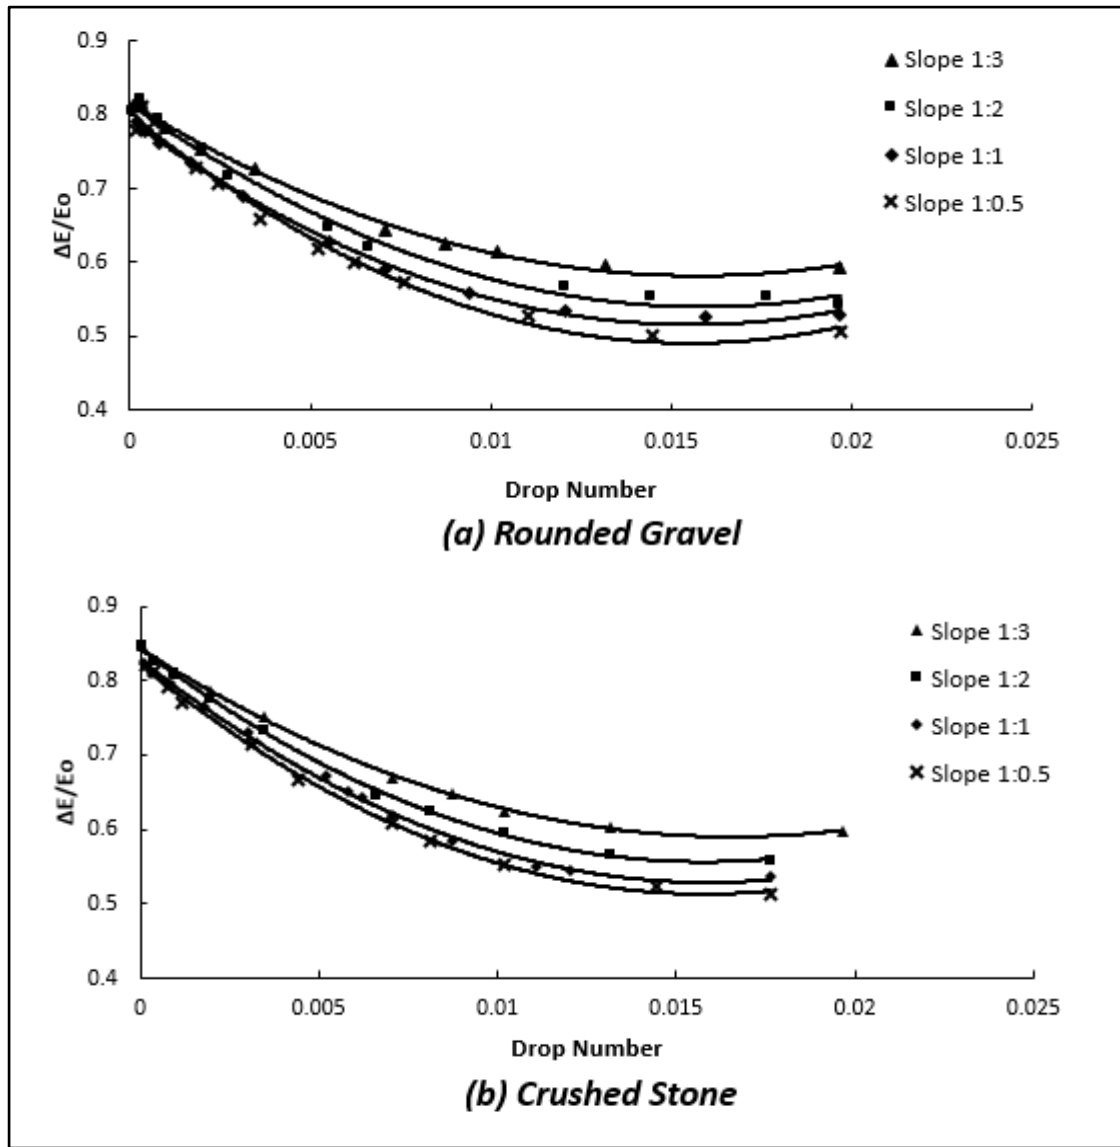 0.9
0.8
0.7
0.6
0.5
0.4
ΔE/Eo
0
0.005
0.01
0.015
0.02
0.025
Drop Number
Slope 1:3
Slope 1:2
Slope 1:1
Slope 1:0.5
(a) Rounded Gravel
0.9
0.8
0.7
0.6
0.5
0.4
ΔE/Eo
0
0.005
0.01
0.015
0.02
0.025
Drop Number
Slope 1:3
Slope 1:2
Slope 1:1
Slope 1:0.5
(b) Crushed Stone